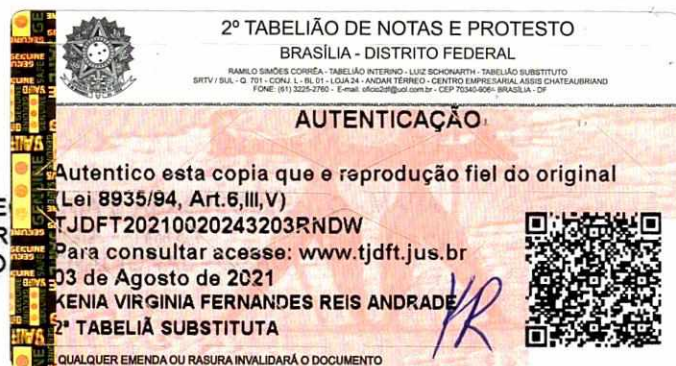 2º TABELIÃO DE NOTAS E PROTESTO
BRASÍLIA - DISTRITO FEDERAL
RAMILO SIMÕES CORRÊA - TABELIÃO INTERINO - LUIZ SCHONARTH - TABELIÃO SUBSTITUTO
SRTV / SUL - Q. 701 - CONJ. L - BL 01 - LOJA 24 - ANDAR TÉRREO - CENTRO EMPRESARIAL ASSIS CHATEAUBRIAND
FONE: (61) 3225-2760 - E-mail: oficio2df@uol.com.br - CEP 70340-906 BRASÍLIA - DF
AUTENTICAÇÃO
Autentico esta copia que e reprodução fiel do original
(Lei 8935/94, Art.6,III,V)
TJDFT20210020243203RNDW
Para consultar acesse: www.tjdft.jus.br
03 de Agosto de 2021
KENIA VIRGINIA FERNANDES REIS ANDRADE
2ª TABELIÃ SUBSTITUTA
QUALQUER EMENDA OU RASURA INVALIDARÁ O DOCUMENTO